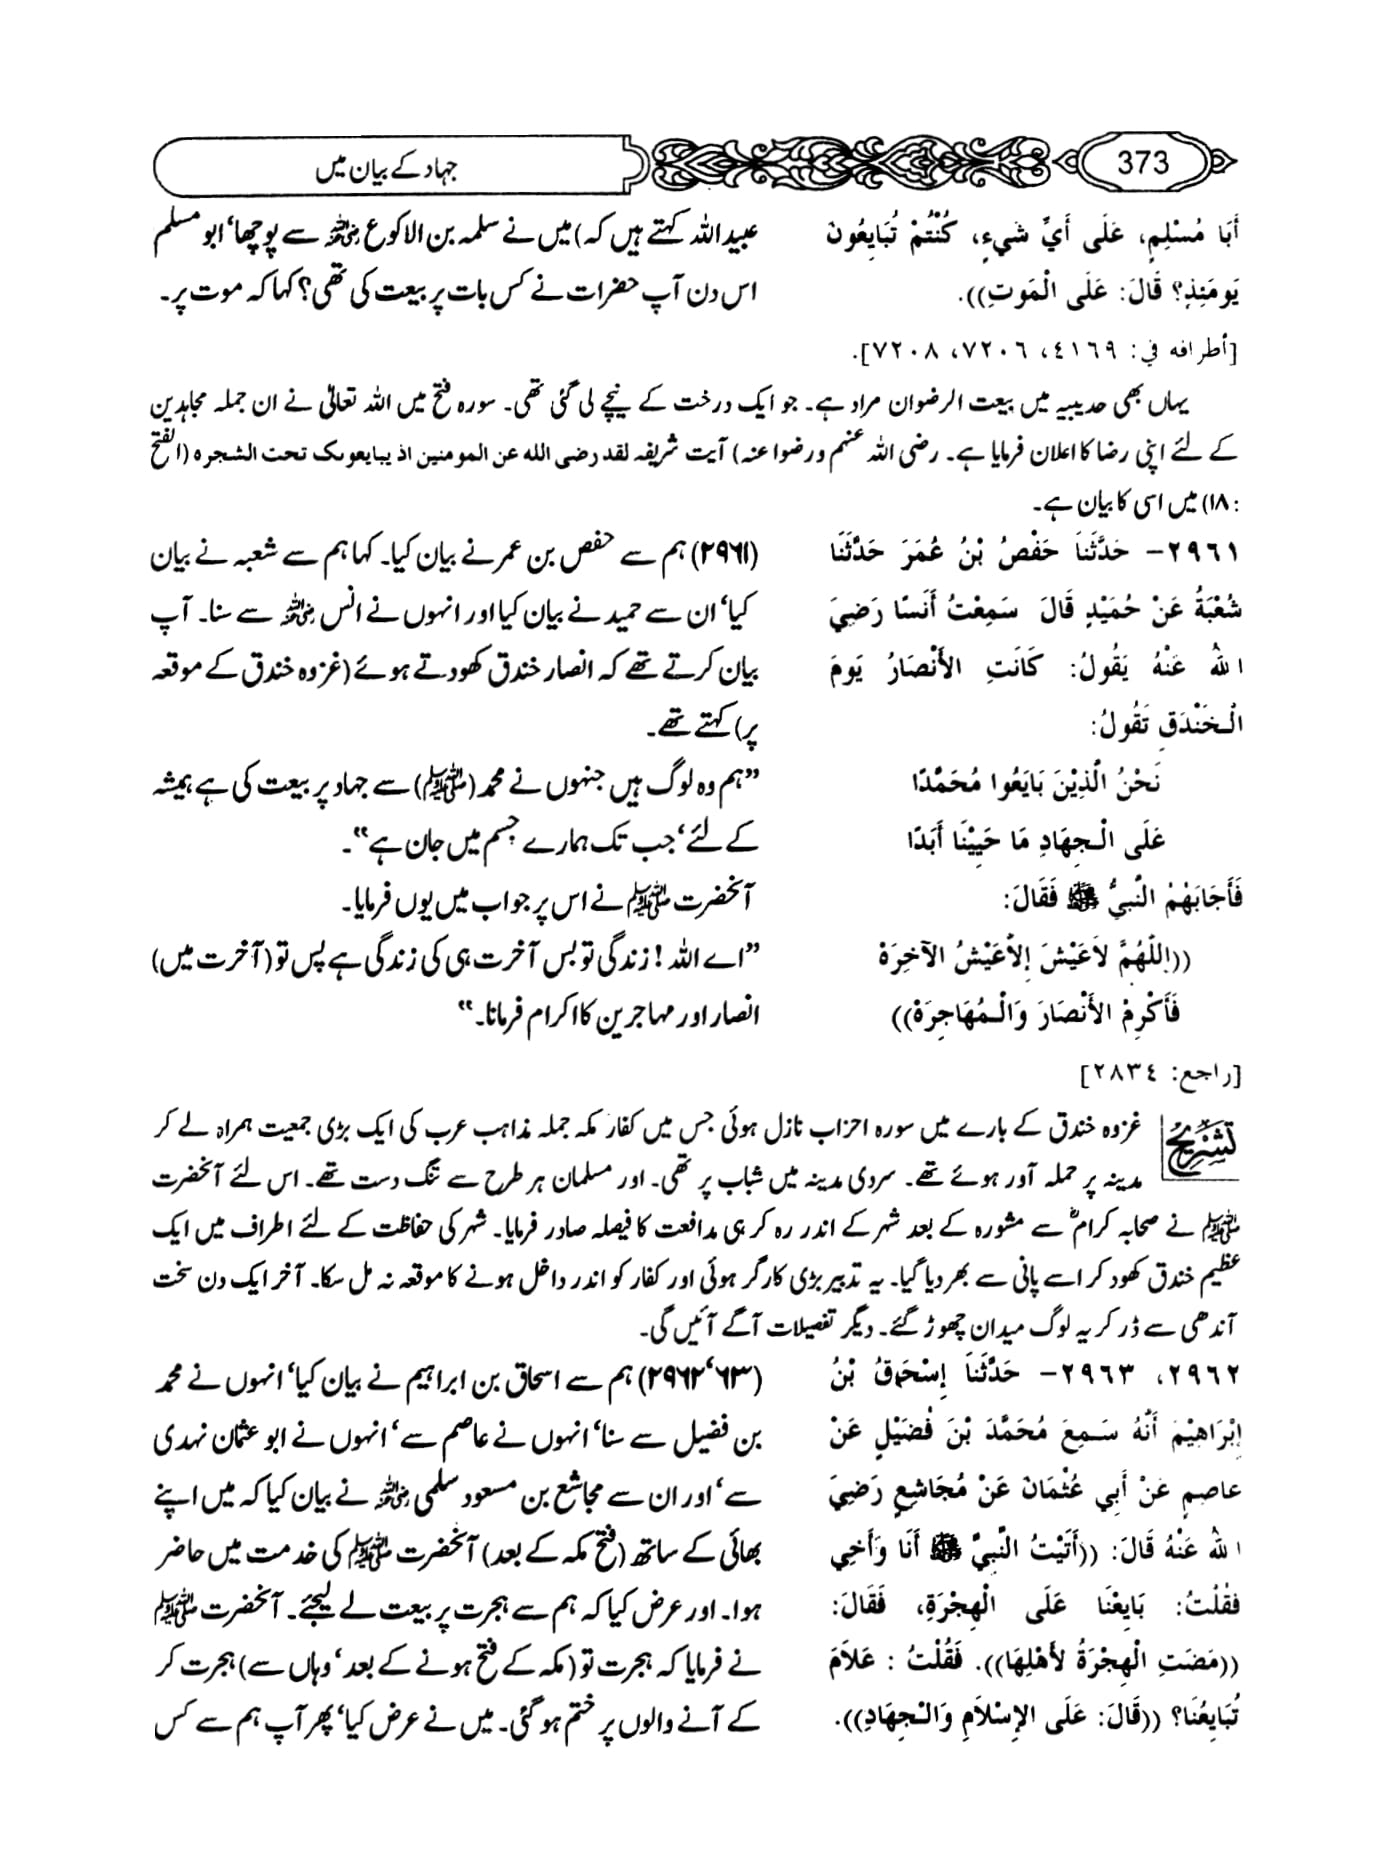 373
جہاد کے بیان میں
أَبَا مُسْلِمٍ، عَلَى أَيِّ شَيءٍ، كُنْتُمْ تُبَايِعُونَ
يَومَئِذٍ؟ قَالَ: عَلَى الْمَوتِ)).
[أطرافه في: ٤١٦٩، ٧٢٠٦، ٧٢٠٨].
عبیداللہ کہتے ہیں کہ) میں نے سلمہ بن الاکوع رضی اللہ عنہ سے پوچھا' ابو مسلم
اس دن آپ حضرات نے کس بات پر بیعت کی تھی؟ کہا کہ موت پر۔
یہاں بھی حدیبیہ میں بیعت الرضوان مراد ہے۔ جو ایک درخت کے نیچے لی گئی تھی۔ سورہ فتح میں اللہ تعالیٰ نے ان جملہ مجاہدین
کے لئے اپنی رضا کا اعلان فرمایا ہے۔ رضی اللہ عنہم ورضوا عنہ) آیت شریفہ لقد رضی الله عن المومنین اذ یبایعونک تحت الشجرہ (الفتح
:۱۸) میں اسی کا بیان ہے۔
٢٩٦١- حَدَّثَنَا حَفْصُ بْنُ عُمَرَ حَدَّثَنَا
شُعْبَةُ عَنْ حُمَيْدٍ قَالَ سَمِعْتُ أَنَسًا رَضِيَ
اللهُ عَنْهُ يَقُولُ: كَانَتِ الأَنْصَارُ يَومَ
الْخَنْدَقِ تَقُولُ:
نَحْنُ الَّذِيْنَ بَايَعُوا مُحَمَّدًا
عَلَى الْجِهَادِ مَا حَيِيْنَا أَبَدًا
فَأَجَابَهُمْ النَّبِيُّ ﷺ فَقَالَ:
((اللّهُمَّ لاَعَيْشَ إِلاَّعَيْشُ الآخِرَهْ
فَأَكْرِمْ الأَنْصَارَ وَالْمُهَاجِرَهْ))
[راجع: ٢٨٣٤]
(۲۹۶۱) ہم سے حفص بن عمر نے بیان کیا۔ کہا ہم سے شعبہ نے بیان
کیا' ان سے حمید نے بیان کیا اور انہوں نے انس رضی اللہ عنہ سے سنا۔ آپ
بیان کرتے تھے کہ انصار خندق کھودتے ہوئے (غزوہ خندق کے موقعہ
پر) کہتے تھے۔
"ہم وہ لوگ ہیں جنہوں نے محمد (ﷺ) سے جہاد پر بیعت کی ہے ہمیشہ
کے لئے' جب تک ہمارے جسم میں جان ہے"۔
آنحضرت ﷺ نے اس پر جواب میں یوں فرمایا۔
"اے اللہ! زندگی تو بس آخرت ہی کی زندگی ہے پس تو (آخرت میں)
انصار اور مہاجرین کا اکرام فرمانا۔"
تشریح
غزوہ خندق کے بارے میں سورہ احزاب نازل ہوئی جس میں کفار مکہ جملہ مذاہب عرب کی ایک بڑی جمعیت ہمراہ لے کر
مدینہ پر حملہ آور ہوئے تھے۔ سردی مدینہ میں شباب پر تھی۔ اور مسلمان ہر طرح سے تنگ دست تھے۔ اس لئے آنحضرت
ﷺ نے صحابہ کرامؓ سے مشورہ کے بعد شہر کے اندر رہ کر ہی مدافعت کا فیصلہ صادر فرمایا۔ شہر کی حفاظت کے لئے اطراف میں ایک
عظیم خندق کھود کر اسے پانی سے بھر دیا گیا۔ یہ تدبیر بڑی کارگر ہوئی اور کفار کو اندر داخل ہونے کا موقعہ نہ مل سکا۔ آخر ایک دن سخت
آندھی سے ڈر کر یہ لوگ میدان چھوڑ گئے۔ دیگر تفصیلات آگے آئیں گی۔
٢٩٦٢، ٢٩٦٣- حَدَّثَنَا إِسْحَقُ بْنُ
إِبْرَاهِيْمَ أَنَّهُ سَمِعَ مُحَمَّدَ بْنَ فُضَيْلٍ عَنْ
عاصِمٍ عَنْ أَبِي عُثْمَانَ عَنْ مُجَاشِعٍ رَضِيَ
اللهُ عَنْهُ قَالَ: ((أَتَيْتُ النَّبِيَّ ﷺ أَنَا وَأَخِي
فَقُلْتُ: بَايِعْنَا عَلَى الْهِجْرَةِ، فَقَالَ:
((مَضَتِ الْهِجْرَةُ لأَهْلِهَا)). فَقُلْتُ : عَلاَمَ
تُبَايِعُنَا؟ ((قَالَ: عَلَى الإِسْلاَمِ وَالْجِهَادِ)).
(۲۹۶۲'۶۳) ہم سے اسحاق بن ابراہیم نے بیان کیا' انہوں نے محمد
بن فضیل سے سنا' انہوں نے عاصم سے' انہوں نے ابو عثمان نہدی
سے' اور ان سے مجاشع بن مسعود سلمی رضی اللہ عنہ نے بیان کیا کہ میں اپنے
بھائی کے ساتھ (فتح مکہ کے بعد) آنحضرت ﷺ کی خدمت میں حاضر
ہوا۔ اور عرض کیا کہ ہم سے ہجرت پر بیعت لے لیجئے۔ آنحضرت ﷺ
نے فرمایا کہ ہجرت تو (مکہ کے فتح ہونے کے بعد' وہاں سے) ہجرت کر
کے آنے والوں پر ختم ہو گئی۔ میں نے عرض کیا' پھر آپ ہم سے کس